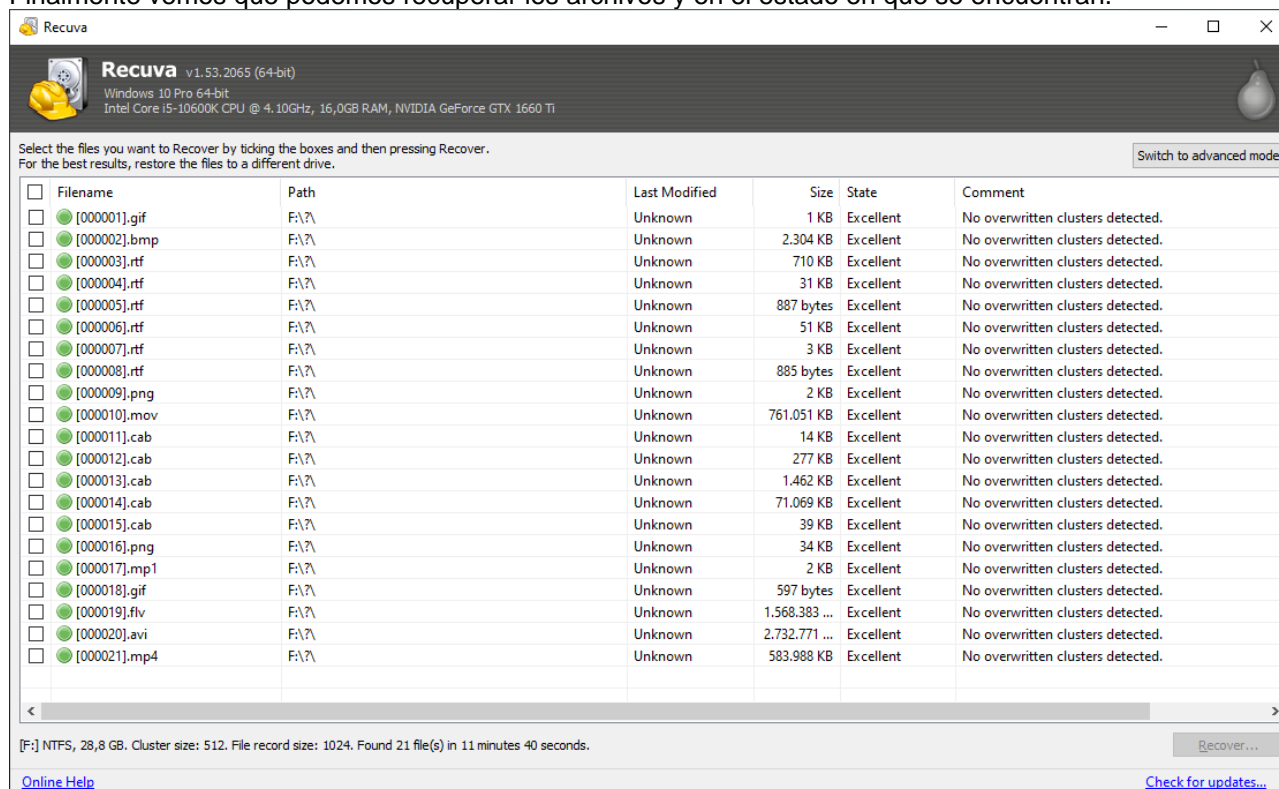 Finalmente vemos que podemos recuperar los archivos y en el estado en que se encuentran.
Recuva
Recuva v1.53.2065 (64-bit)
Windows 10 Pro 64-bit
Intel Core i5-10600K CPU @ 4.10GHz, 16,0GB RAM, NVIDIA GeForce GTX 1660 Ti
Select the files you want to Recover by ticking the boxes and then pressing Recover.
For the best results, restore the files to a different drive.
Switch to advanced mode
Filename Path Last Modified Size State Comment
[000001].gif F:\?\ Unknown 1 KB Excellent No overwritten clusters detected.
[000002].bmp F:\?\ Unknown 2.304 KB Excellent No overwritten clusters detected.
[000003].rtf F:\?\ Unknown 710 KB Excellent No overwritten clusters detected.
[000004].rtf F:\?\ Unknown 31 KB Excellent No overwritten clusters detected.
[000005].rtf F:\?\ Unknown 887 bytes Excellent No overwritten clusters detected.
[000006].rtf F:\?\ Unknown 51 KB Excellent No overwritten clusters detected.
[000007].rtf F:\?\ Unknown 3 KB Excellent No overwritten clusters detected.
[000008].rtf F:\?\ Unknown 885 bytes Excellent No overwritten clusters detected.
[000009].png F:\?\ Unknown 2 KB Excellent No overwritten clusters detected.
[000010].mov F:\?\ Unknown 761.051 KB Excellent No overwritten clusters detected.
[000011].cab F:\?\ Unknown 14 KB Excellent No overwritten clusters detected.
[000012].cab F:\?\ Unknown 277 KB Excellent No overwritten clusters detected.
[000013].cab F:\?\ Unknown 1.462 KB Excellent No overwritten clusters detected.
[000014].cab F:\?\ Unknown 71.069 KB Excellent No overwritten clusters detected.
[000015].cab F:\?\ Unknown 39 KB Excellent No overwritten clusters detected.
[000016].png F:\?\ Unknown 34 KB Excellent No overwritten clusters detected.
[000017].mp1 F:\?\ Unknown 2 KB Excellent No overwritten clusters detected.
[000018].gif F:\?\ Unknown 597 bytes Excellent No overwritten clusters detected.
[000019].flv F:\?\ Unknown 1.568.383 ... Excellent No overwritten clusters detected.
[000020].avi F:\?\ Unknown 2.732.771 ... Excellent No overwritten clusters detected.
[000021].mp4 F:\?\ Unknown 583.988 KB Excellent No overwritten clusters detected.
[F:] NTFS, 28,8 GB. Cluster size: 512. File record size: 1024. Found 21 file(s) in 11 minutes 40 seconds.
Recover...
Online Help
Check for updates...